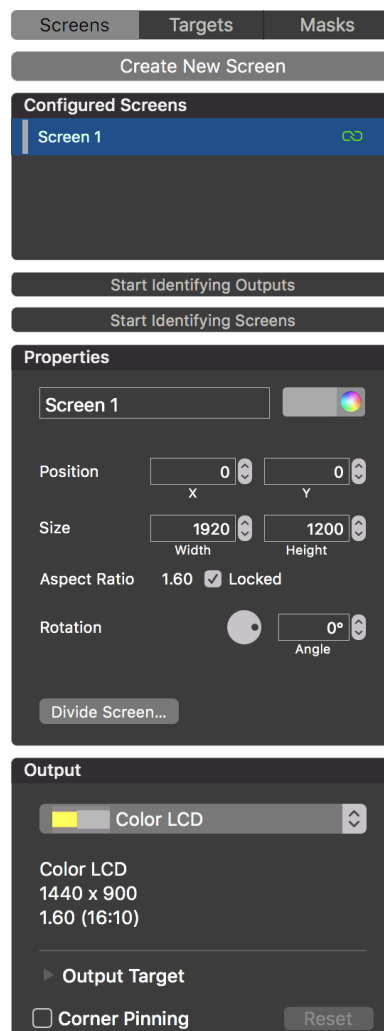 Screens Targets Masks
Create New Screen
Configured Screens
Screen 1
Start Identifying Outputs
Start Identifying Screens
Properties
Screen 1
Position 0 0
X Y
Size 1920 1200
Width Height
Aspect Ratio 1.60 Locked
Rotation 0°
Angle
Divide Screen...
Output
Color LCD
Color LCD
1440 x 900
1.60 (16:10)
Output Target
Corner Pinning Reset